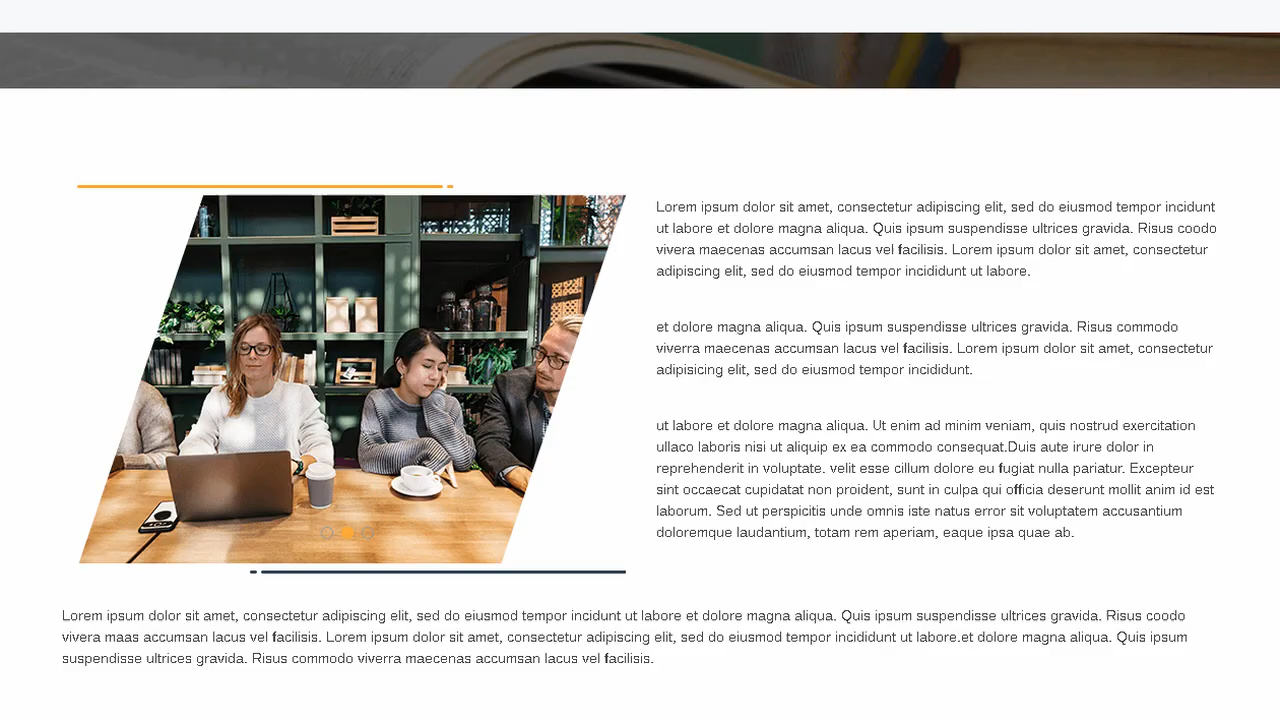 Lorem ipsum dolor sit amet, consectetur adipiscing elit, sed do eiusmod tempor incidunt
ut labore et dolore magna aliqua. Quis ipsum suspendisse ultrices gravida. Risus coodo
vivera maecenas accumsan lacus vel facilisis. Lorem ipsum dolor sit amet, consectetur
adipiscing elit, sed do eiusmod tempor incididunt ut labore.
et dolore magna aliqua. Quis ipsum suspendisse ultrices gravida. Risus commodo
viverra maecenas accumsan lacus vel facilisis. Lorem ipsum dolor sit amet, consectetur
adipisicing elit, sed do eiusmod tempor incididunt.
ut labore et dolore magna aliqua. Ut enim ad minim veniam, quis nostrud exercitation
ullaco laboris nisi ut aliquip ex ea commodo consequat.Duis aute irure dolor in
reprehenderit in voluptate. velit esse cillum dolore eu fugiat nulla pariatur. Excepteur
sint occaecat cupidatat non proident, sunt in culpa qui officia deserunt mollit anim id est
laborum. Sed ut perspicitis unde omnis iste natus error sit voluptatem accusantium
doloremque laudantium, totam rem aperiam, eaque ipsa quae ab.
Lorem ipsum dolor sit amet, consectetur adipiscing elit, sed do eiusmod tempor incidunt ut labore et dolore magna aliqua. Quis ipsum suspendisse ultrices gravida. Risus coodo
vivera maas accumsan lacus vel facilisis. Lorem ipsum dolor sit amet, consectetur adipiscing elit, sed do eiusmod tempor incididunt ut labore.et dolore magna aliqua. Quis ipsum
suspendisse ultrices gravida. Risus commodo viverra maecenas accumsan lacus vel facilisis.